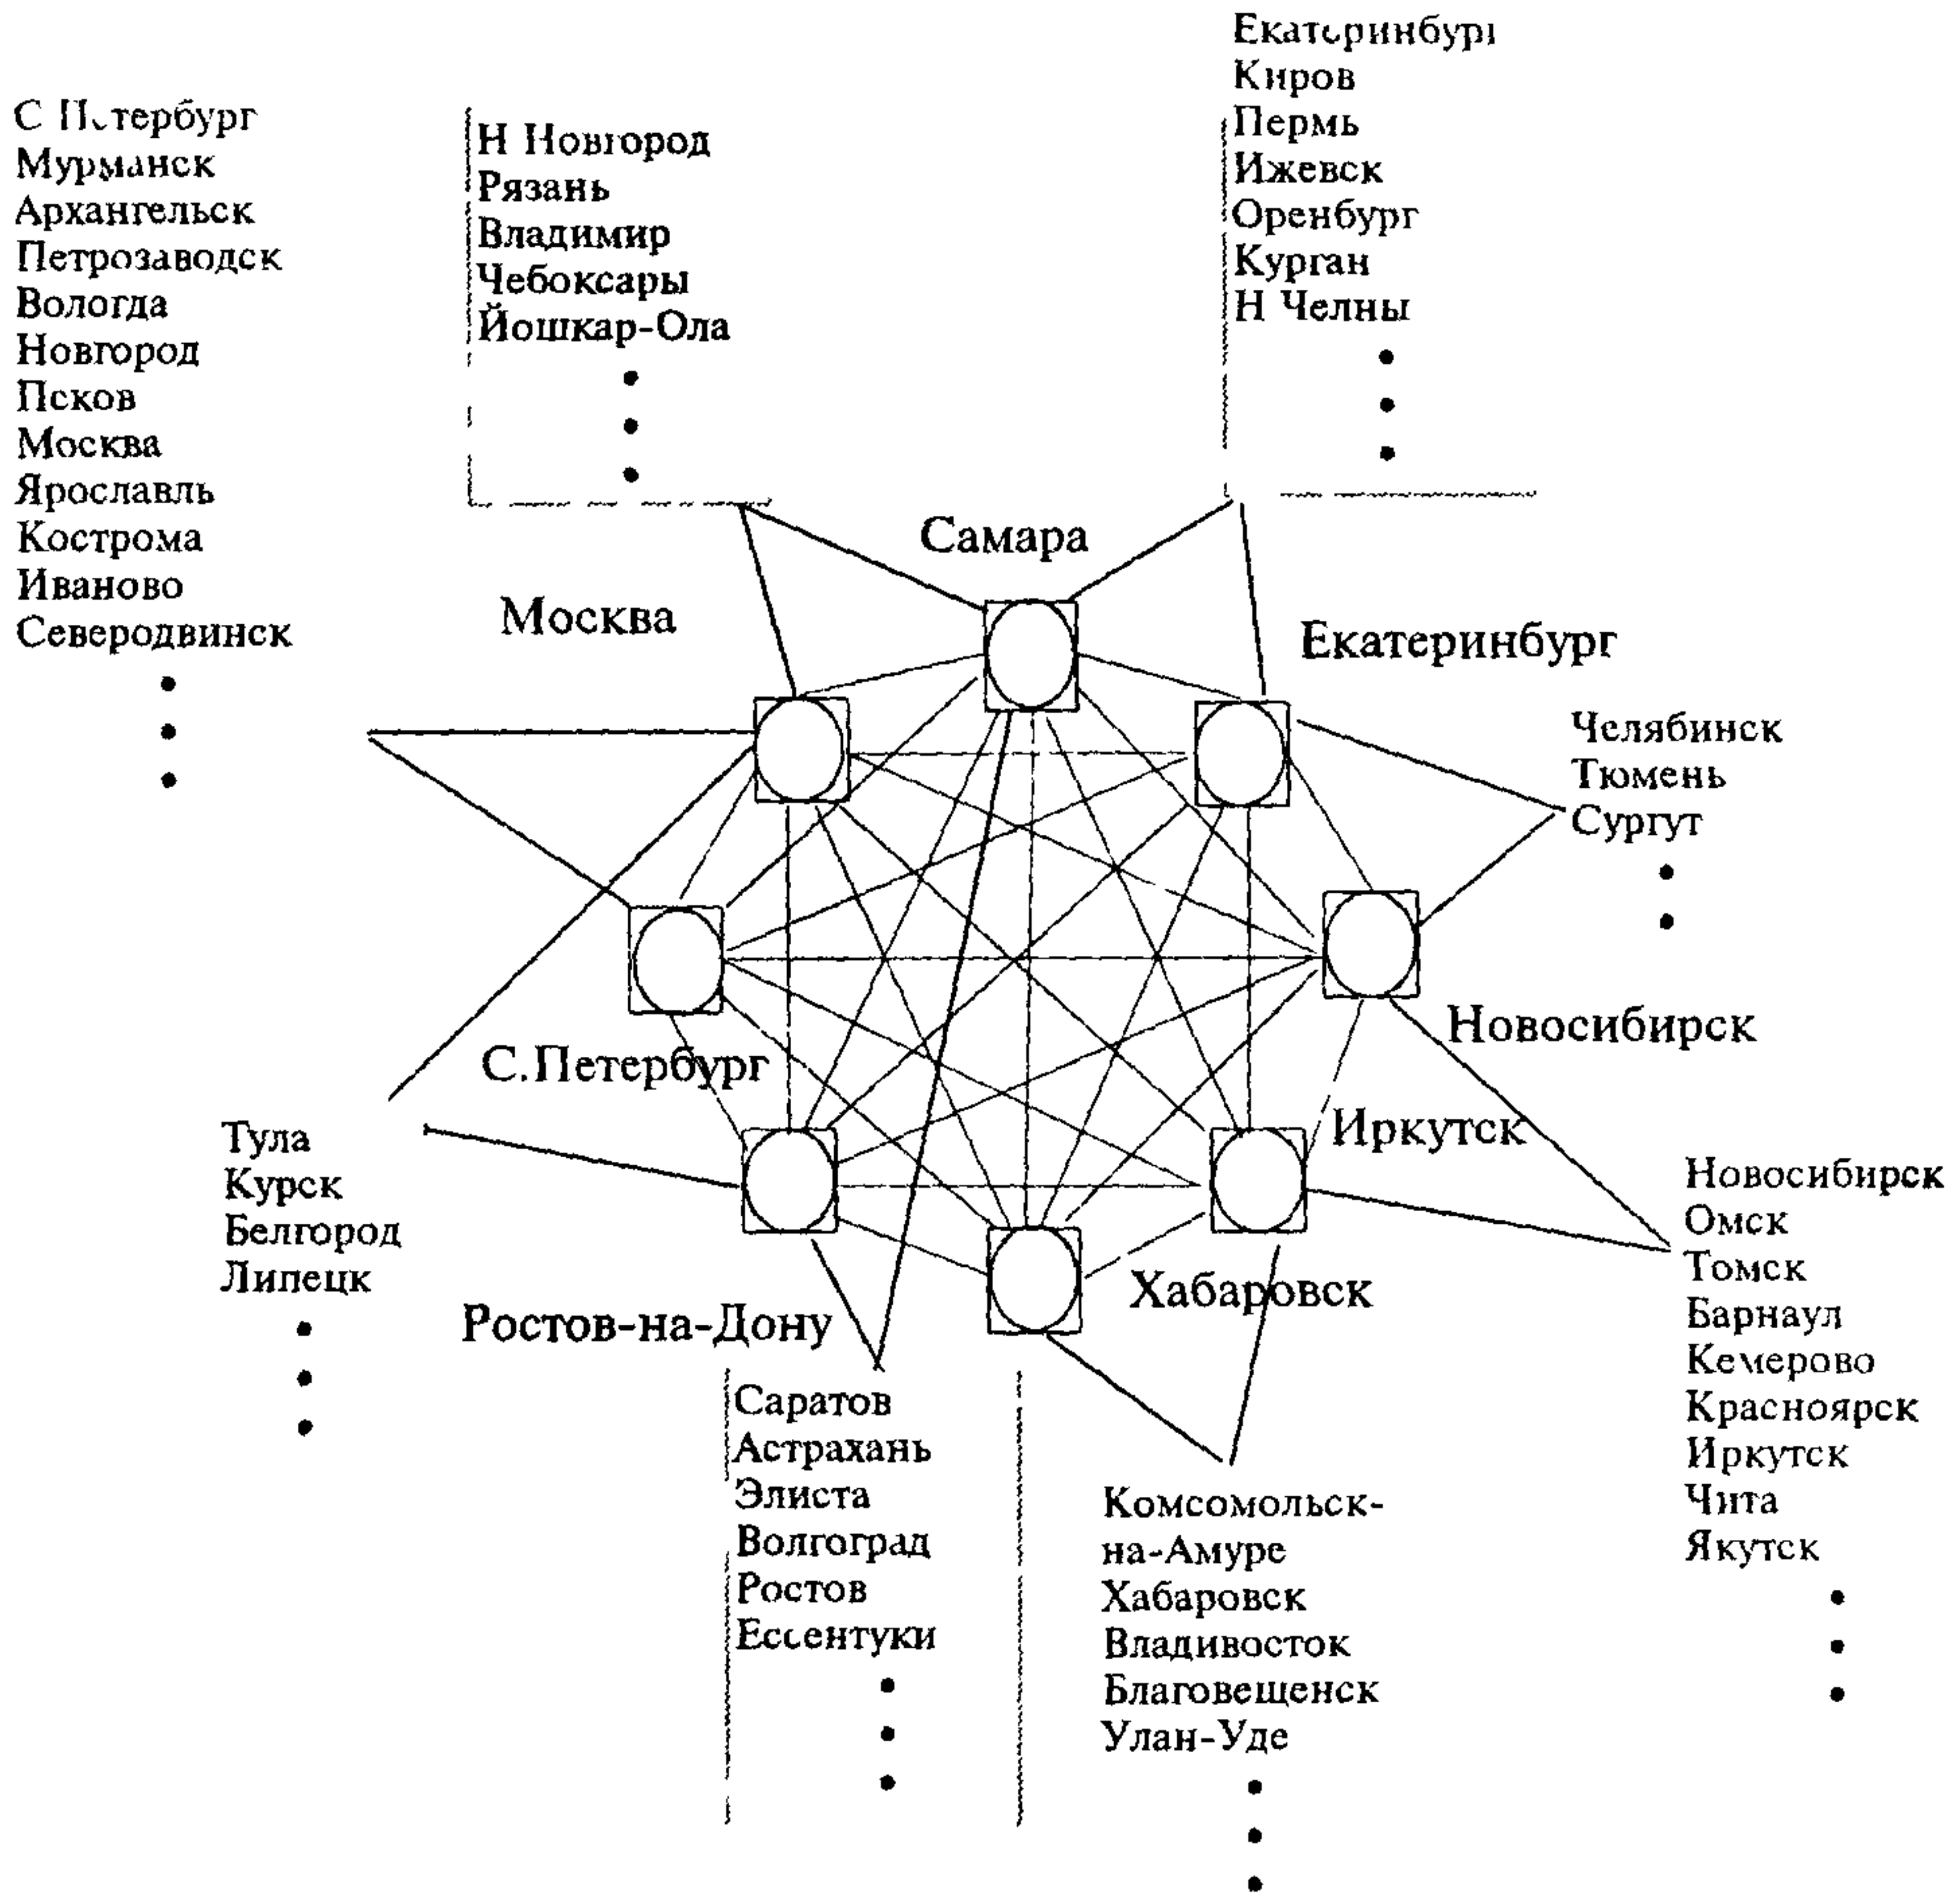 Екатеринбург
Киров
Пермь
Ижевск
Оренбург
Курган
Н Челны
С Петербург
Мурманск
Архангельск
Петрозаводск
Вологда
Новгород
Псков
Москва
Ярославль
Кострома
Иваново
Северодвинск
Н Новгород
Рязань
Владимир
Чебоксары
Йошкар-Ола
Самара
Москва
Екатеринбург
Челябинск
Тюмень
Сургут
Новосибирск
С.Петербург
Иркутск
Тула
Курск
Белгород
Липецк
Ростов-на-Дону
Хабаровск
Новосибирск
Омск
Томск
Барнаул
Кемерово
Красноярск
Иркутск
Чита
Якутск
Саратов
Астрахань
Элиста
Волгоград
Ростов
Ессентуки
Комсомольск-
на-Амуре
Хабаровск
Владивосток
Благовещенск
Улан-Уде